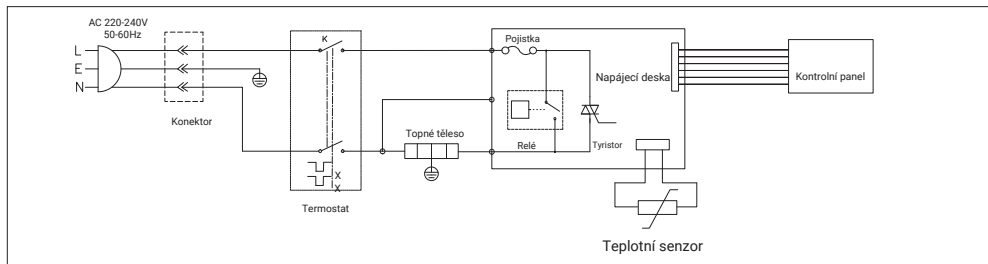 AC 220-240V
50-60Hz
L
E
N
Konektor
K
X
X
Termostat
Topné těleso
Pojistka
Relé
Tyristor
Napájecí deska
Kontrolní panel
Teplotní senzor